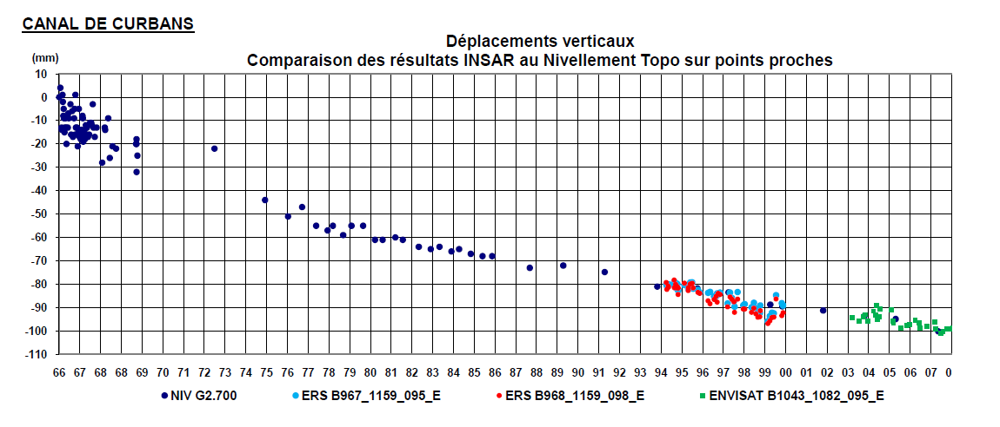 CANAL DE CURBANS
Déplacements verticaux
(mm)
Comparaison des résultats INSAR au Nivellement Topo sur points proches
10
0
-10
-20
-30
-40
-50
-60
-70
-80
-90
-100
-110
66 67 68 68 69 70 71 72 73 74 75 76 77 78 79 80 81 82 83 84 85 86 87 88 89 90 91 92 93 94 95 96 97 98 99 00 01 02 03 04 05 06 07 0
NIV G2.700 ERS B967_1159_095_E ERS B968_1159_098_E ENVISAT B1043_1082_095_E